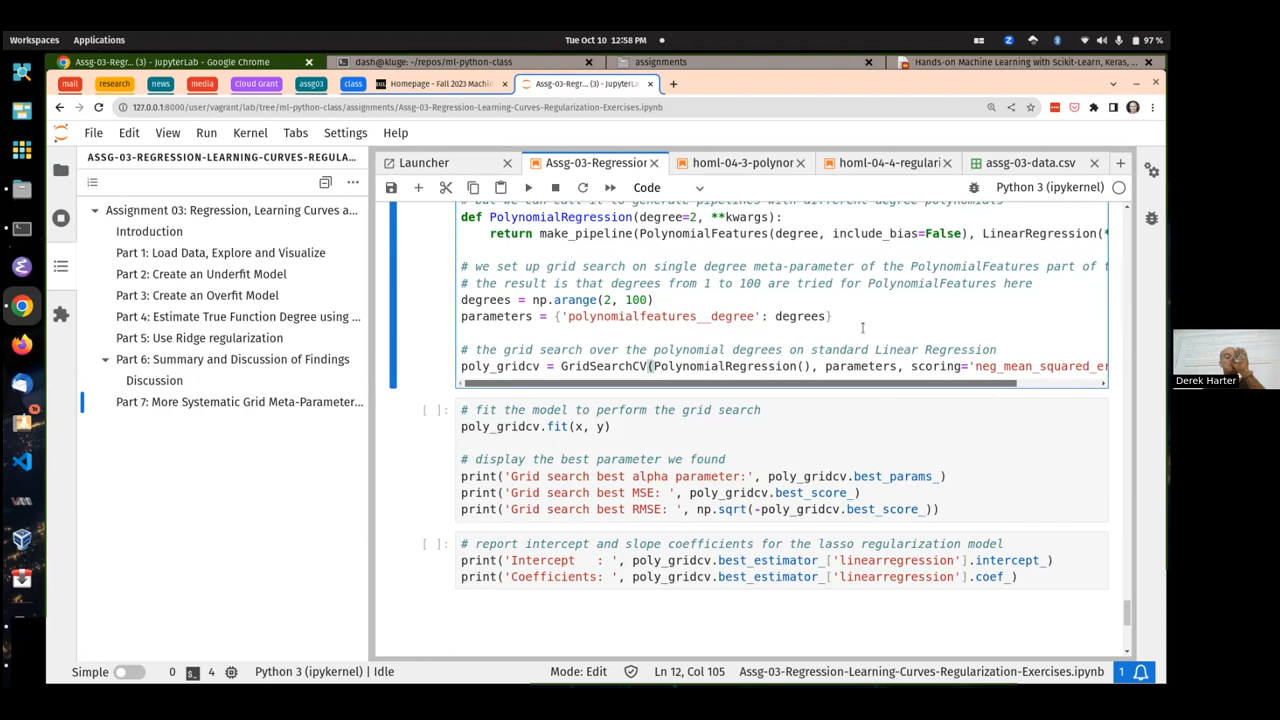 Workspaces Applications Tue Oct 10 12:58 PM 97 %
Assg-03-Regr... (3) - JupyterLab - Google Chrome dash@kluge: ~/repos/ml-python-class assignments Hands-on Machine Learning with Scikit-Learn, Keras, ...
mail research news media Cloud Grant assg03 class Homepage - Fall 2023 Machi Assg-03-Regr... (3) - JupyterL
127.0.0.1:8000/user/vagrant/lab/tree/ml-python-class/assignments/Assg-03-Regression-Learning-Curves-Regularization-Exercises.ipynb
File Edit View Run Kernel Tabs Settings Help
ASSG-03-REGRESSION-LEARNING-CURVES-REGULA... Launcher Assg-03-Regression homl-04-3-polynor homl-04-4-regulari assg-03-data.csv
Code Python 3 (ipykernel)
Assignment 03: Regression, Learning Curves a...
Introduction
Part 1: Load Data, Explore and Visualize
Part 2: Create an Underfit Model
Part 3: Create an Overfit Model
Part 4: Estimate True Function Degree using ...
Part 5: Use Ridge regularization
Part 6: Summary and Discussion of Findings
Discussion
Part 7: More Systematic Grid Meta-Parameter...
# but we can call it to generate pipelines with different degree polynomials
def PolynomialRegression(degree=2, **kwargs):
return make_pipeline(PolynomialFeatures(degree, include_bias=False), LinearRegression(*
# we set up grid search on single degree meta-parameter of the PolynomialFeatures part of t
# the result is that degrees from 1 to 100 are tried for PolynomialFeatures here
degrees = np.arange(2, 100)
parameters = {'polynomialfeatures__degree': degrees}
# the grid search over the polynomial degrees on standard Linear Regression
poly_gridcv = GridSearchCV(PolynomialRegression(), parameters, scoring='neg_mean_squared_er
[ ]: # fit the model to perform the grid search
poly_gridcv.fit(x, y)
# display the best parameter we found
print('Grid search best alpha parameter:', poly_gridcv.best_params_)
print('Grid search best MSE: ', poly_gridcv.best_score_)
print('Grid search best RMSE: ', np.sqrt(-poly_gridcv.best_score_))
[ ]: # report intercept and slope coefficients for the lasso regularization model
print('Intercept   : ', poly_gridcv.best_estimator_['linearregression'].intercept_)
print('Coefficients: ', poly_gridcv.best_estimator_['linearregression'].coef_)
Derek Harter
Simple 0 4 Python 3 (ipykernel) | Idle Mode: Edit Ln 12, Col 105 Assg-03-Regression-Learning-Curves-Regularization-Exercises.ipynb 1